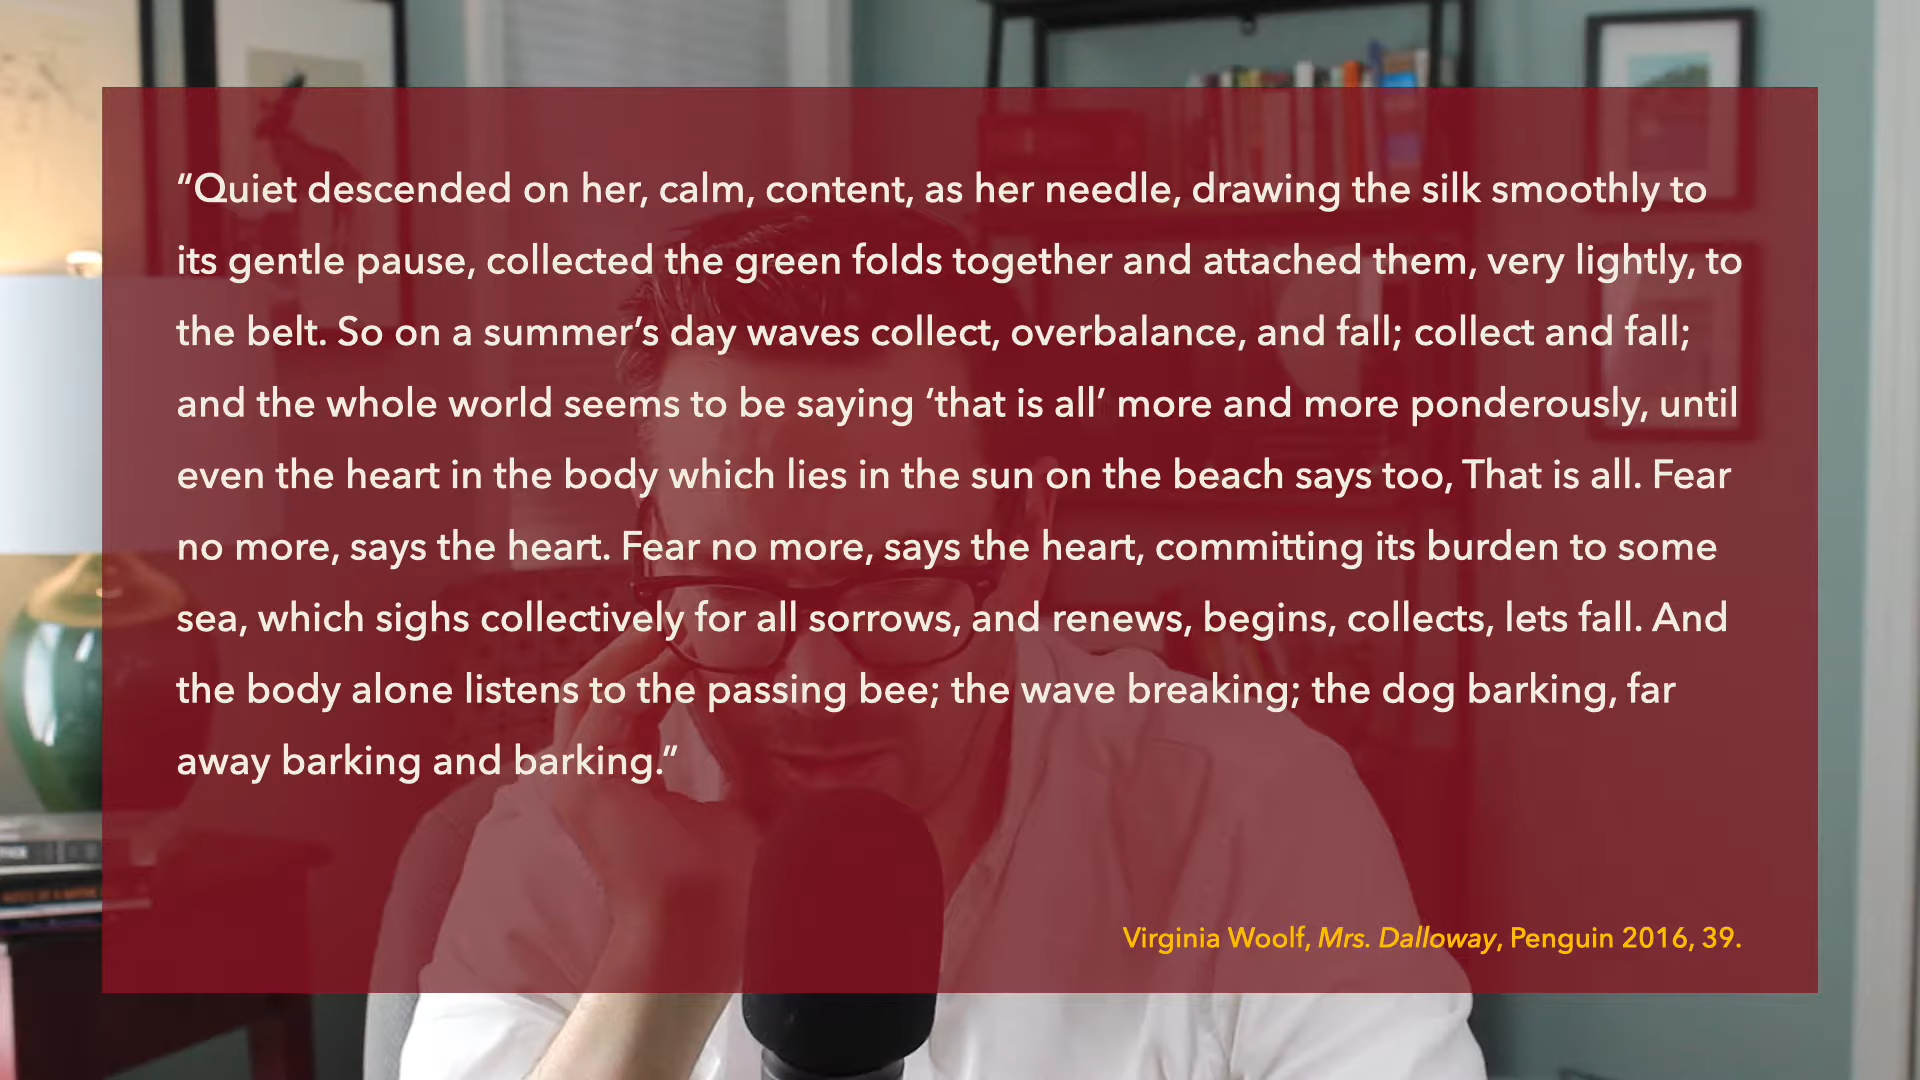 “Quiet descended on her, calm, content, as her needle, drawing the silk smoothly to
its gentle pause, collected the green folds together and attached them, very lightly, to
the belt. So on a summer’s day waves collect, overbalance, and fall; collect and fall;
and the whole world seems to be saying ‘that is all’ more and more ponderously, until
even the heart in the body which lies in the sun on the beach says too, That is all. Fear
no more, says the heart. Fear no more, says the heart, committing its burden to some
sea, which sighs collectively for all sorrows, and renews, begins, collects, lets fall. And
the body alone listens to the passing bee; the wave breaking; the dog barking, far
away barking and barking.”
Virginia Woolf, Mrs. Dalloway, Penguin 2016, 39.